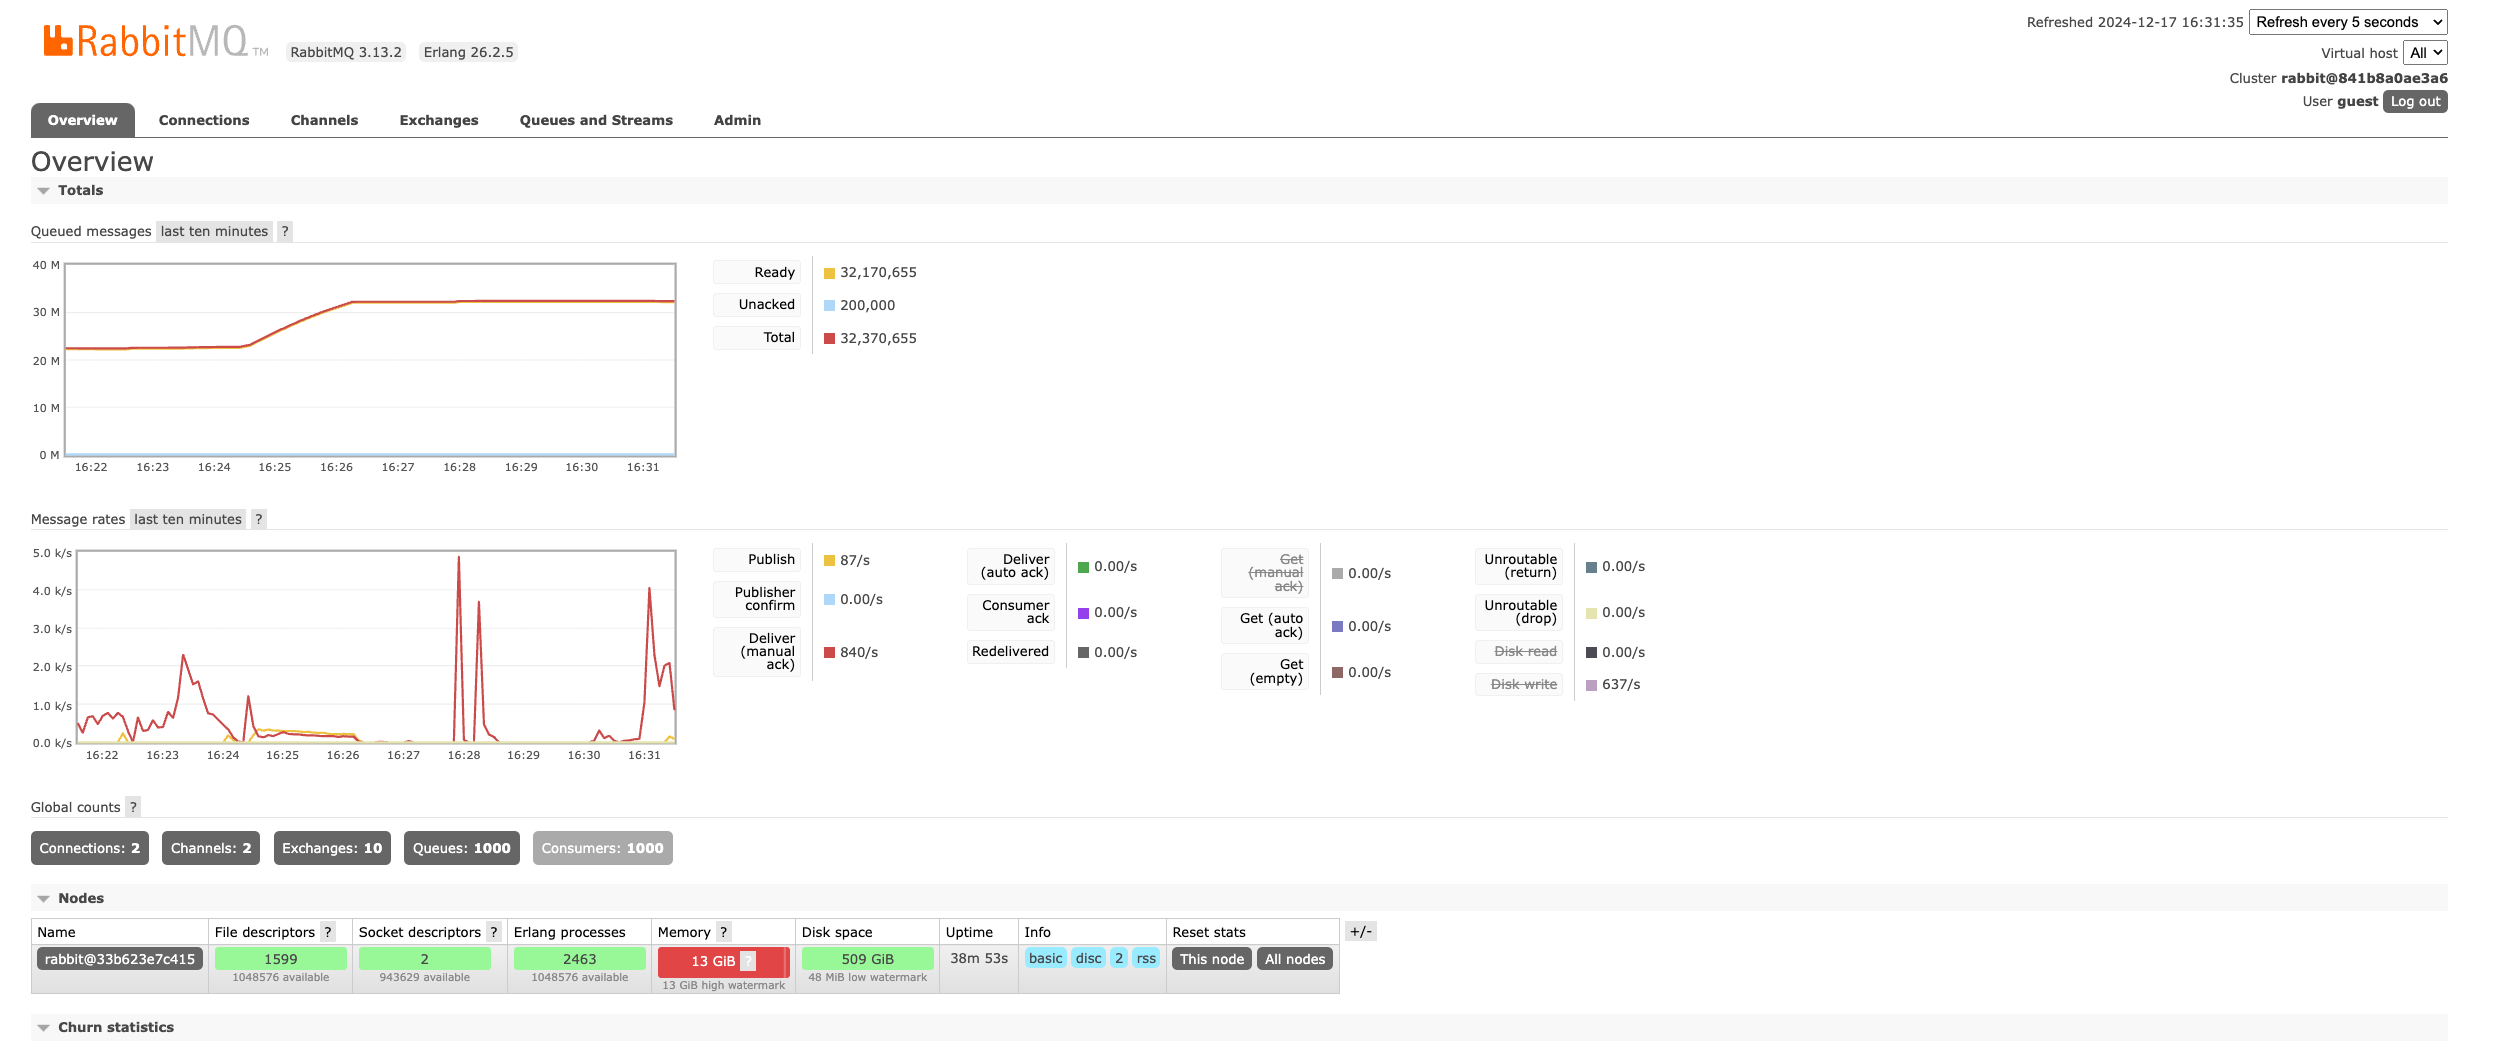 RabbitMQ TM RabbitMQ 3.13.2 Erlang 26.2.5
Refreshed 2024-12-17 16:31:35 Refresh every 5 seconds
Virtual host All
Cluster rabbit@841b8a0ae3a6
User guest Log out
Overview Connections Channels Exchanges Queues and Streams Admin
Overview
Totals
Queued messages last ten minutes ?
40 M
30 M
20 M
10 M
0 M
16:22 16:23 16:24 16:25 16:26 16:27 16:28 16:29 16:30 16:31
Ready 32,170,655
Unacked 200,000
Total 32,370,655
Message rates last ten minutes ?
5.0 k/s
4.0 k/s
3.0 k/s
2.0 k/s
1.0 k/s
0.0 k/s
16:22 16:23 16:24 16:25 16:26 16:27 16:28 16:29 16:30 16:31
Publish 87/s
Publisher
confirm 0.00/s
Deliver
(manual
ack) 840/s
Deliver
(auto ack) 0.00/s
Consumer
ack 0.00/s
Redelivered 0.00/s
Get
(manual
ack) 0.00/s
Get (auto
ack) 0.00/s
Get
(empty) 0.00/s
Unroutable
(return) 0.00/s
Unroutable
(drop) 0.00/s
Disk read 0.00/s
Disk write 637/s
Global counts ?
Connections: 2 Channels: 2 Exchanges: 10 Queues: 1000 Consumers: 1000
Nodes
Name File descriptors ? Socket descriptors ? Erlang processes Memory ? Disk space Uptime Info Reset stats +/-
rabbit@33b623e7c415 1599 2 2463 13 GiB ? 509 GiB 38m 53s basic disc 2 rss This node All nodes
1048576 available 943629 available 1048576 available 13 GiB high watermark 48 MiB low watermark
Churn statistics